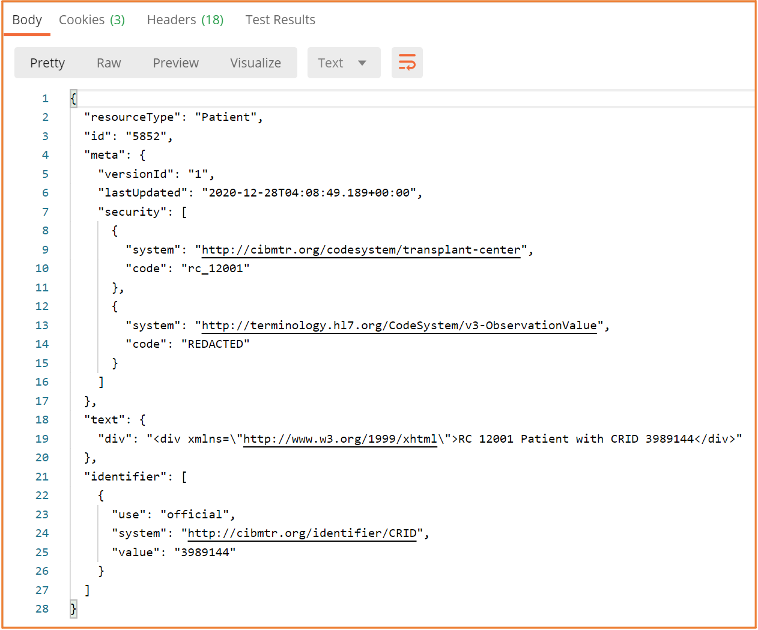 Body Cookies (3) Headers (18) Test Results
Pretty Raw Preview Visualize Text
1 {
2 "resourceType": "Patient",
3 "id": "5852",
4 "meta": {
5 "versionId": "1",
6 "lastUpdated": "2020-12-28T04:08:49.189+00:00",
7 "security": [
8 {
9 "system": "http://cibmtr.org/codesystem/transplant-center",
10 "code": "rc_12001"
11 },
12 {
13 "system": "http://terminology.hl7.org/CodeSystem/v3-ObservationValue",
14 "code": "REDACTED"
15 }
16 ]
17 },
18 "text": {
19 "div": "<div xmlns=\"http://www.w3.org/1999/xhtml\">RC 12001 Patient with CRID 3989144</div>"
20 },
21 "identifier": [
22 {
23 "use": "official",
24 "system": "http://cibmtr.org/identifier/CRID",
25 "value": "3989144"
26 }
27 ]
28 }